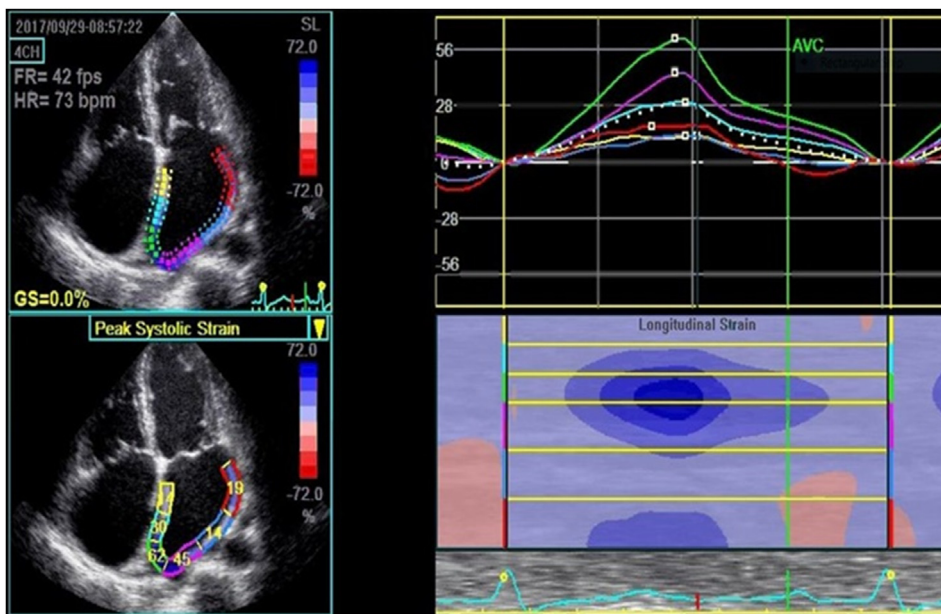 2017/09/29-08:57:22
SL
4CH
72.0
FR= 42 fps
HR= 73 bpm
-72.0
%
GS=0.0%
56
AVC
28
0
-28
-56
Peak Systolic Strain
72.0
-72.0
%
19
14
30
62
45
Longitudinal Strain